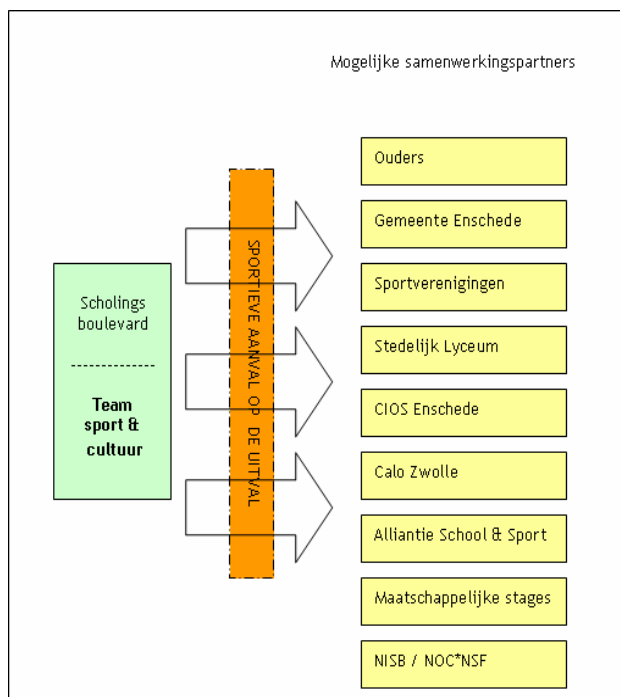 Mogelijke samenwerkingspartners
Scholings
boulevard
Team
sport &
cultuur
SPORTIEVE AANVAL OP DE UITVAL
Ouders
Gemeente Enschede
Sportverenigingen
Stedelijk Lyceum
CIOS Enschede
Calo Zwolle
Alliantie School & Sport
Maatschappelijke stages
NISB / NOC*NSF